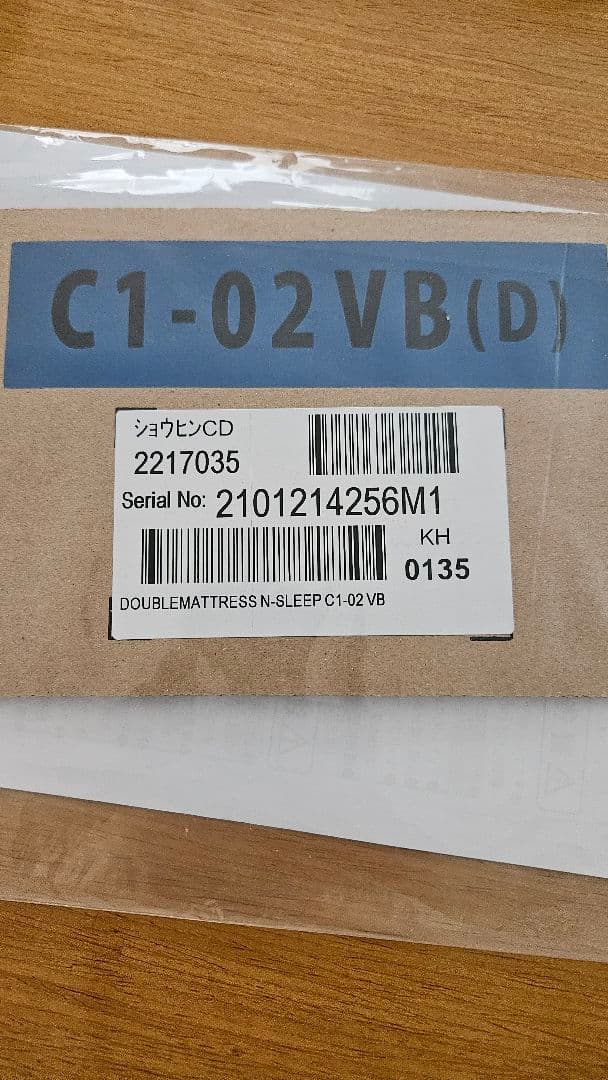 C1-02VB(D)
ショウヒンCD
2217035
Serial No: 2101214256M1
KH
0135
DOUBLEMATTRESS N-SLEEP C1-02 VB